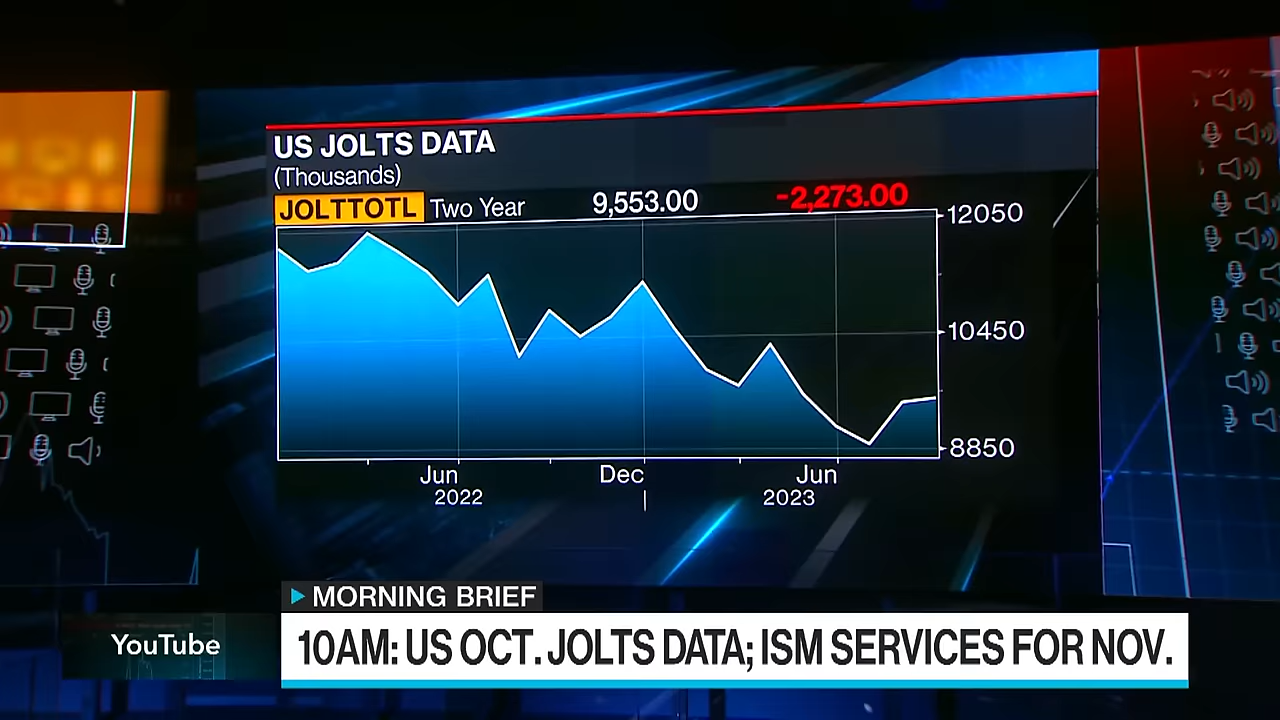 US JOLTS DATA
(Thousands)
JOLTTOTL Two Year 9,553.00 -2,273.00
12050
10450
8850
Jun Dec Jun
2022 2023
MORNING BRIEF
YouTube
10AM: US OCT. JOLTS DATA; ISM SERVICES FOR NOV.